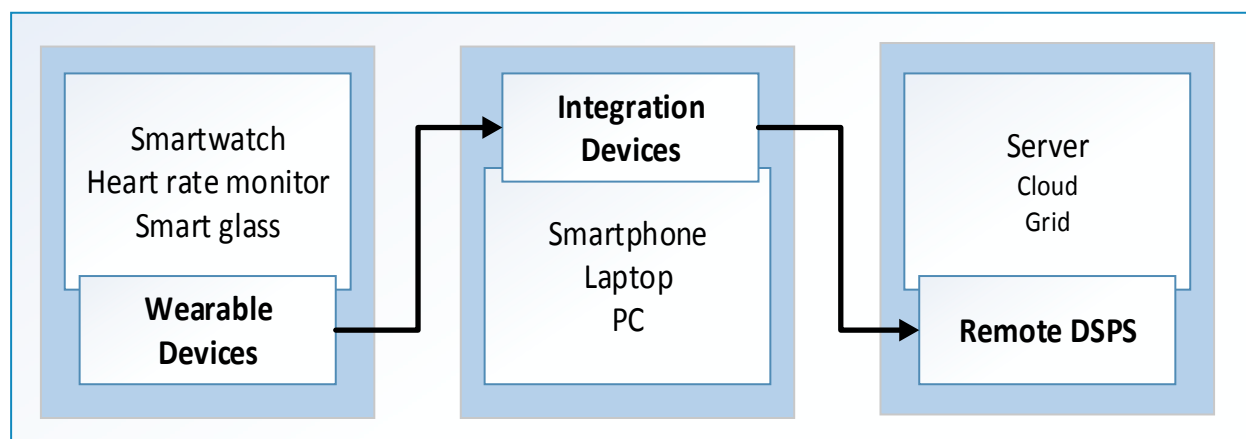 Smartwatch
Heart rate monitor
Smart glass
Wearable
Devices
Integration
Devices
Smartphone
Laptop
PC
Server
Cloud
Grid
Remote DSPS